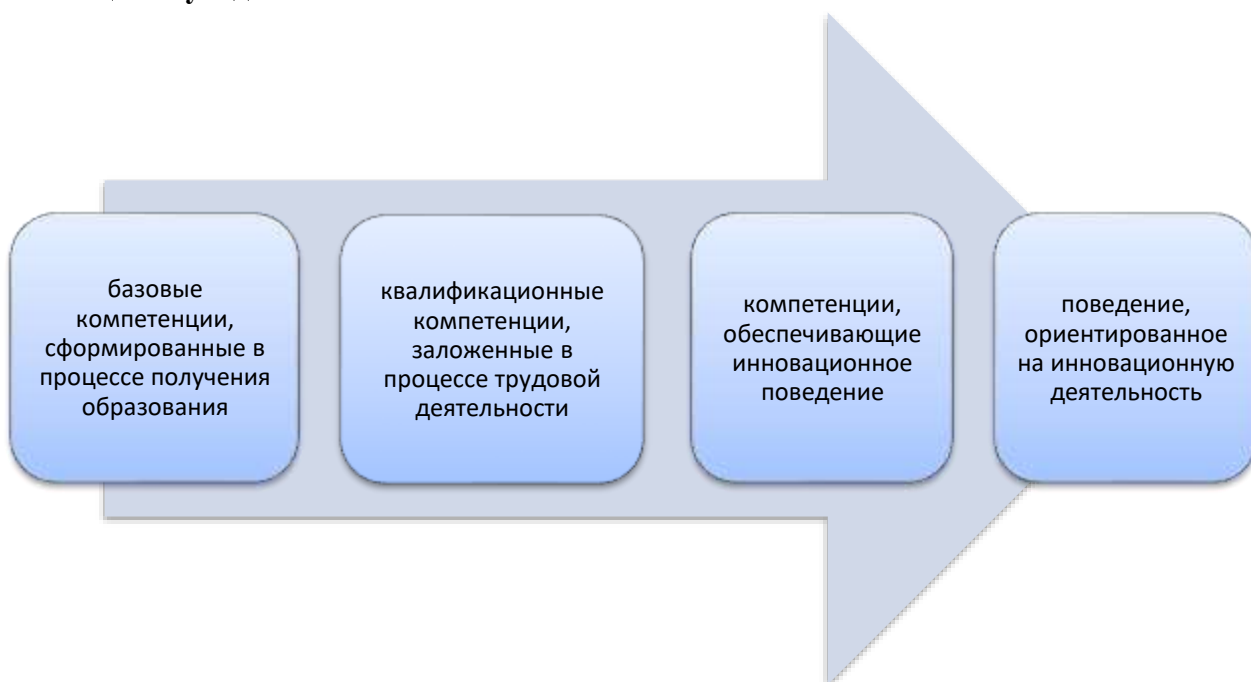 базовые
компетенции,
сформированные в
процессе получения
образования
квалификационные
компетенции,
заложенные в
процессе трудовой
деятельности
компетенции,
обеспечивающие
инновационное
поведение
поведение,
ориентированное
на инновационную
деятельность